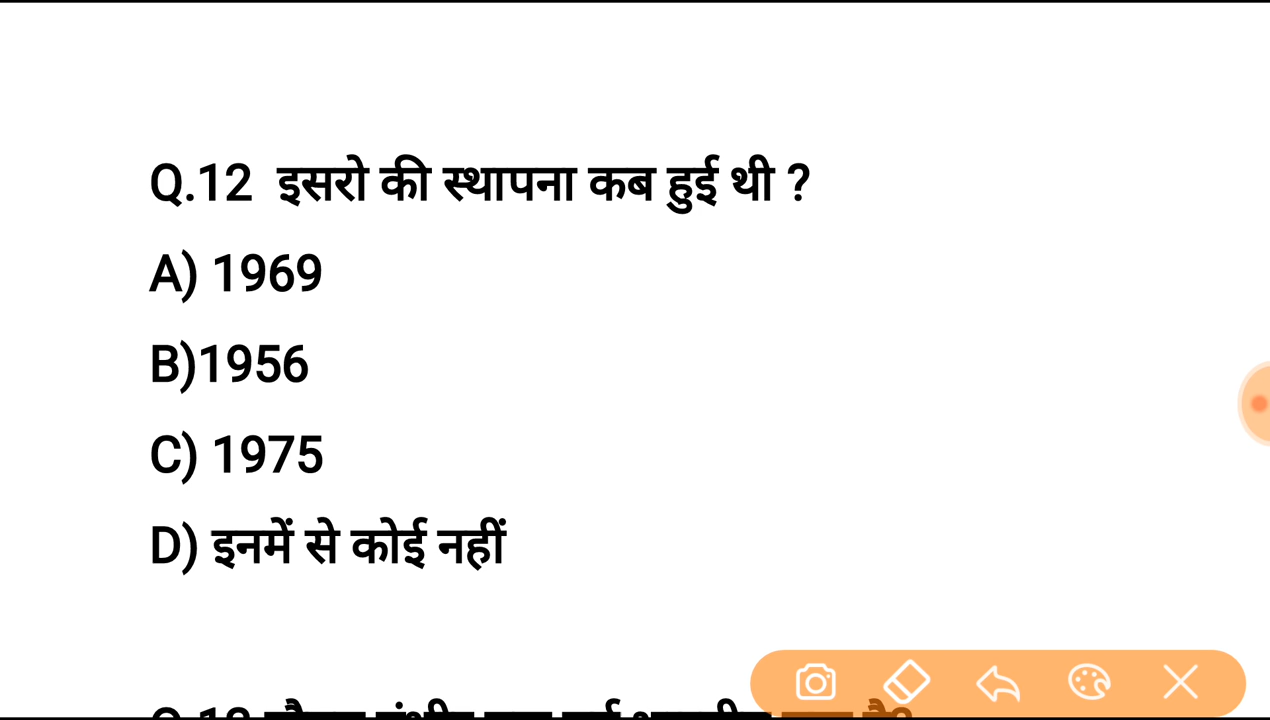 Q.12 इसरो की स्थापना कब हुई थी ?
A) 1969
B)1956
C) 1975
D) इनमें से कोई नहीं